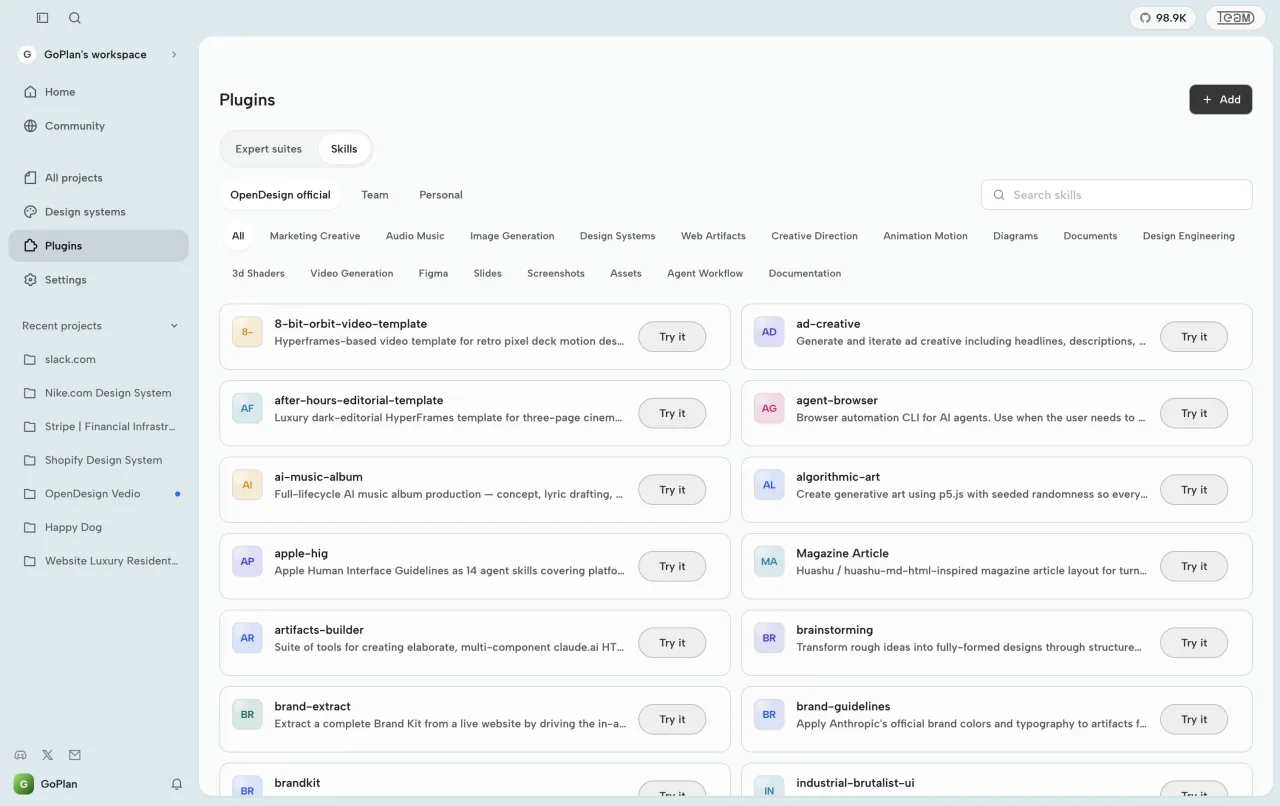 98.9K
TEAM
G GoPlan's workspace
Home
Community
All projects
Design systems
Plugins
Settings
Recent projects
slack.com
Nike.com Design System
Stripe | Financial Infrastr...
Shopify Design System
OpenDesign Vedio
Happy Dog
Website Luxury Resident...
G GoPlan
Plugins
+ Add
Expert suites Skills
OpenDesign official Team Personal
Search skills
All Marketing Creative Audio Music Image Generation Design Systems Web Artifacts Creative Direction Animation Motion Diagrams Documents Design Engineering
3d Shaders Video Generation Figma Slides Screenshots Assets Agent Workflow Documentation
8-
8-bit-orbit-video-template
Hyperframes-based video template for retro pixel deck motion des...
Try it
AD
ad-creative
Generate and iterate ad creative including headlines, descriptions, ...
Try it
AF
after-hours-editorial-template
Luxury dark-editorial HyperFrames template for three-page cinem...
Try it
AG
agent-browser
Browser automation CLI for AI agents. Use when the user needs to ...
Try it
AI
ai-music-album
Full-lifecycle AI music album production — concept, lyric drafting, ...
Try it
AL
algorithmic-art
Create generative art using p5.js with seeded randomness so every...
Try it
AP
apple-hig
Apple Human Interface Guidelines as 14 agent skills covering platfo...
Try it
MA
Magazine Article
Huashu / huashu-md-html-inspired magazine article layout for turn...
Try it
AR
artifacts-builder
Suite of tools for creating elaborate, multi-component claude.ai HT...
Try it
BR
brainstorming
Transform rough ideas into fully-formed designs through structure...
Try it
BR
brand-extract
Extract a complete Brand Kit from a live website by driving the in-a...
Try it
BR
brand-guidelines
Apply Anthropic's official brand colors and typography to artifacts f...
Try it
BR
brandkit
Try it
IN
industrial-brutalist-ui
Try it